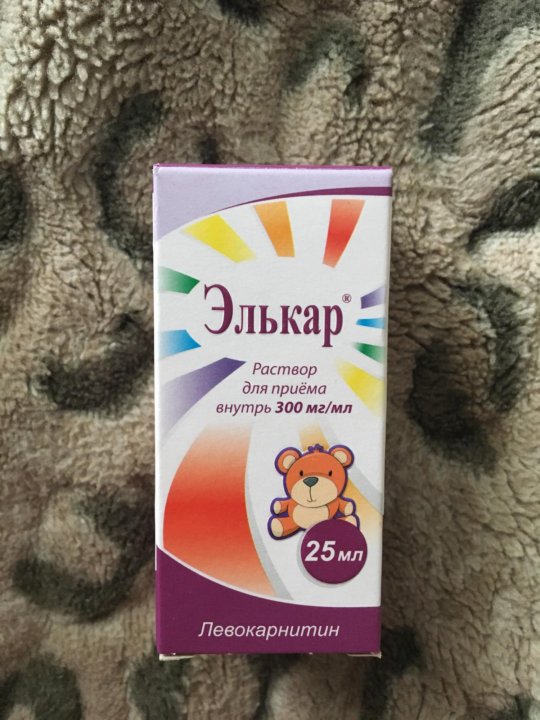 Элькар®
Раствор
для приёма
внутрь 300 мг/мл
25 мл
Левокарнитин